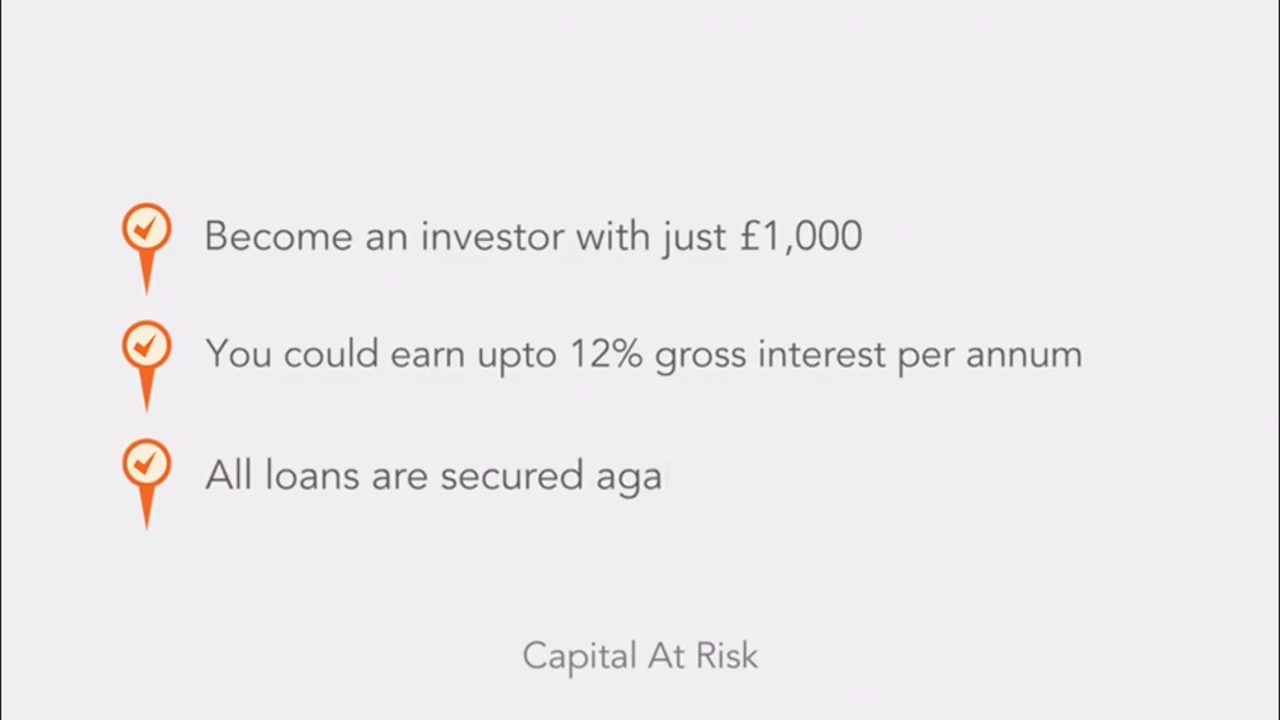 Become an investor with just £1,000
You could earn upto 12% gross interest per annum
All loans are secured aga
Capital At Risk